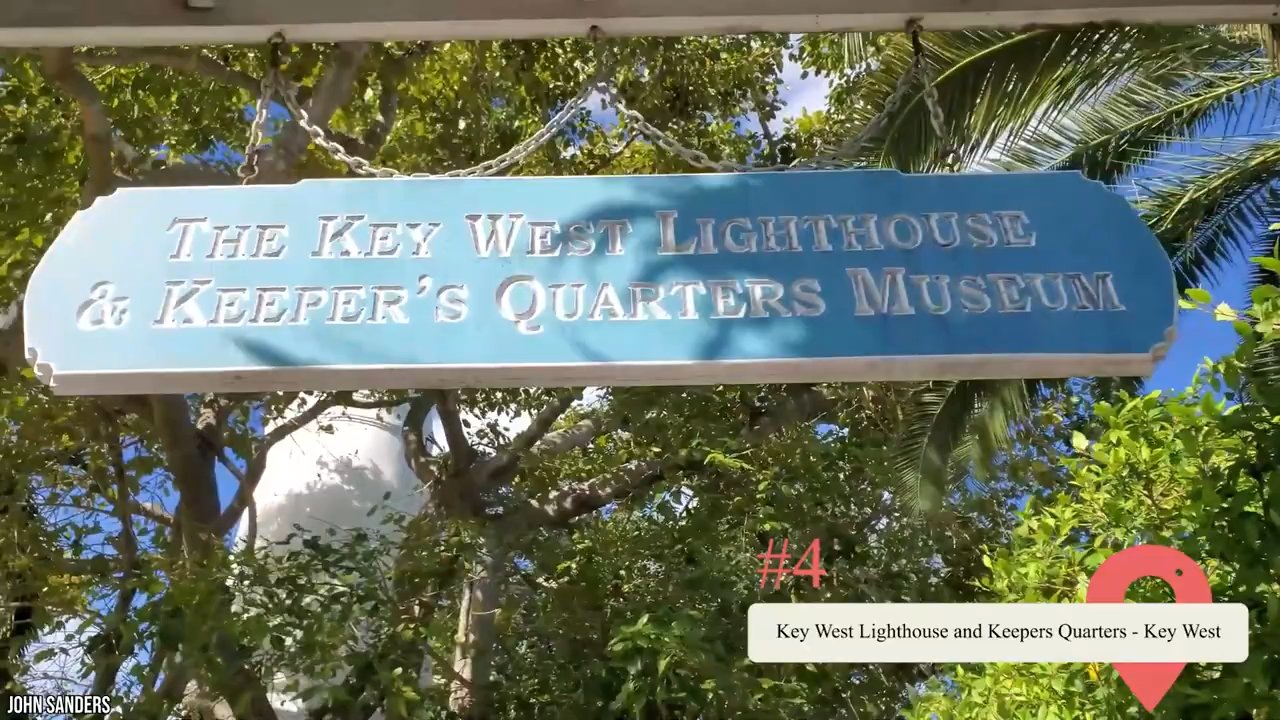 The Key West Lighthouse
& Keeper's Quarters Museum
#4
Key West Lighthouse and Keepers Quarters - Key West
JOHN SANDERS